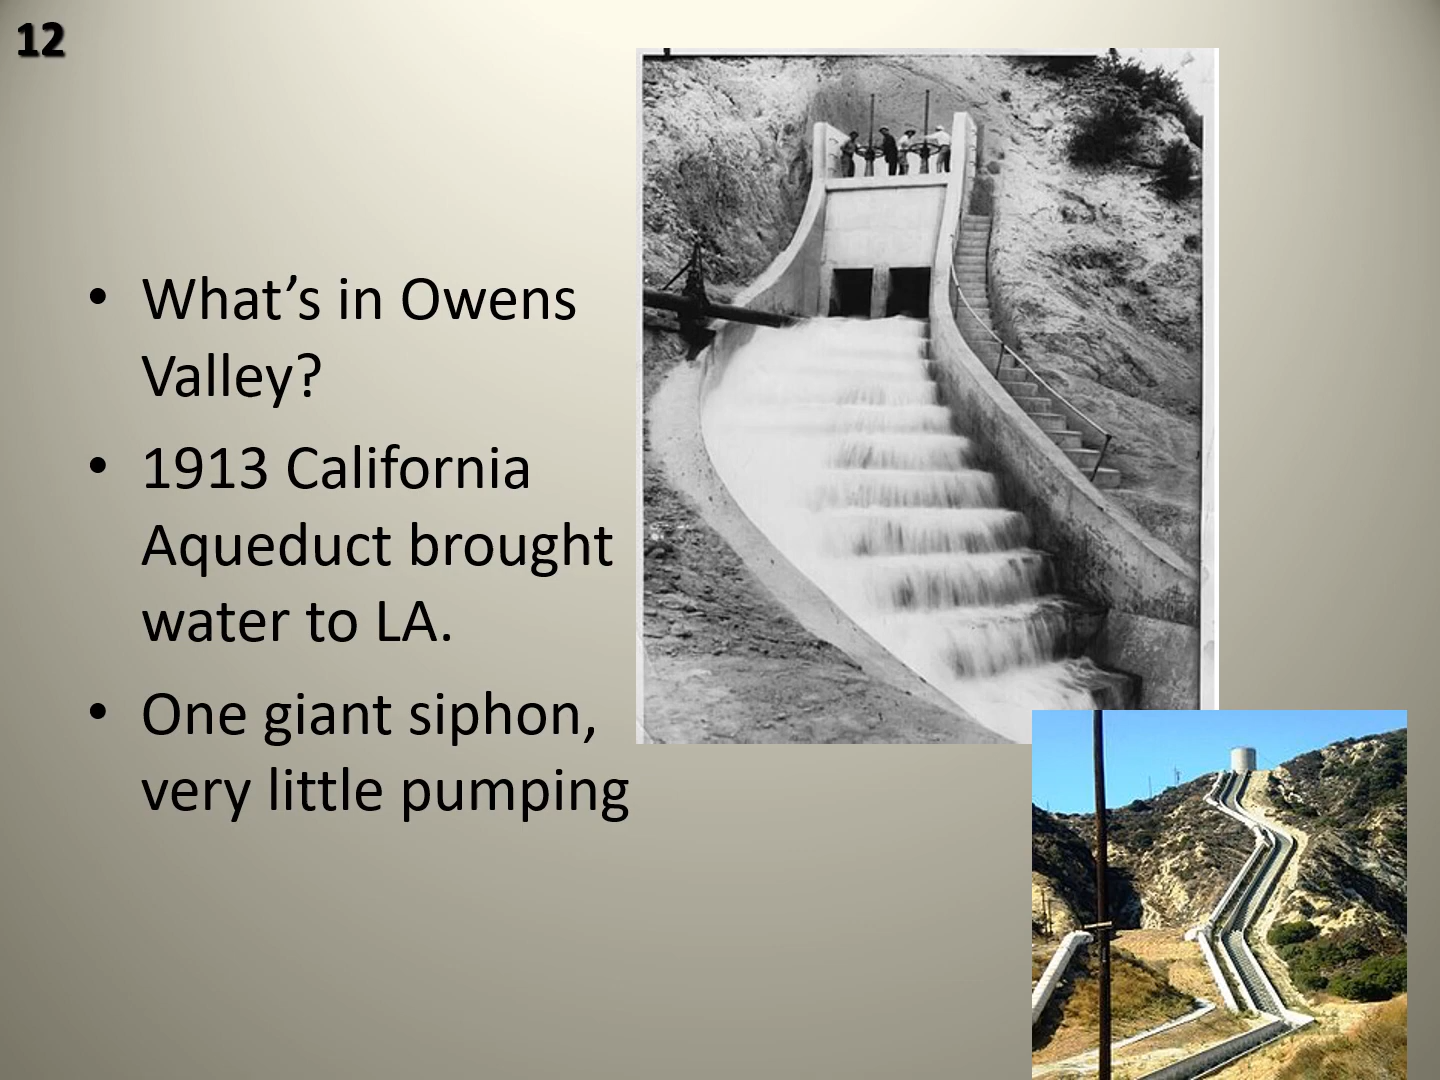 12
• What’s in Owens
Valley?
• 1913 California
Aqueduct brought
water to LA.
• One giant siphon,
very little pumping